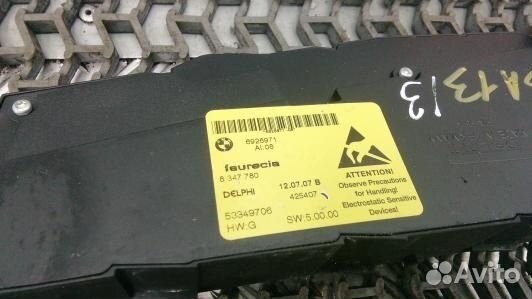 6926971
AI:08
faurecia
6 347 780
DELPHI 12.07.07 B
425407
53349706
HW:G SW:5.00.00
ATTENTION!
Observe Precautions
for Handling!
Electrostatic Sensitive
Devices!
13
A13
Avito